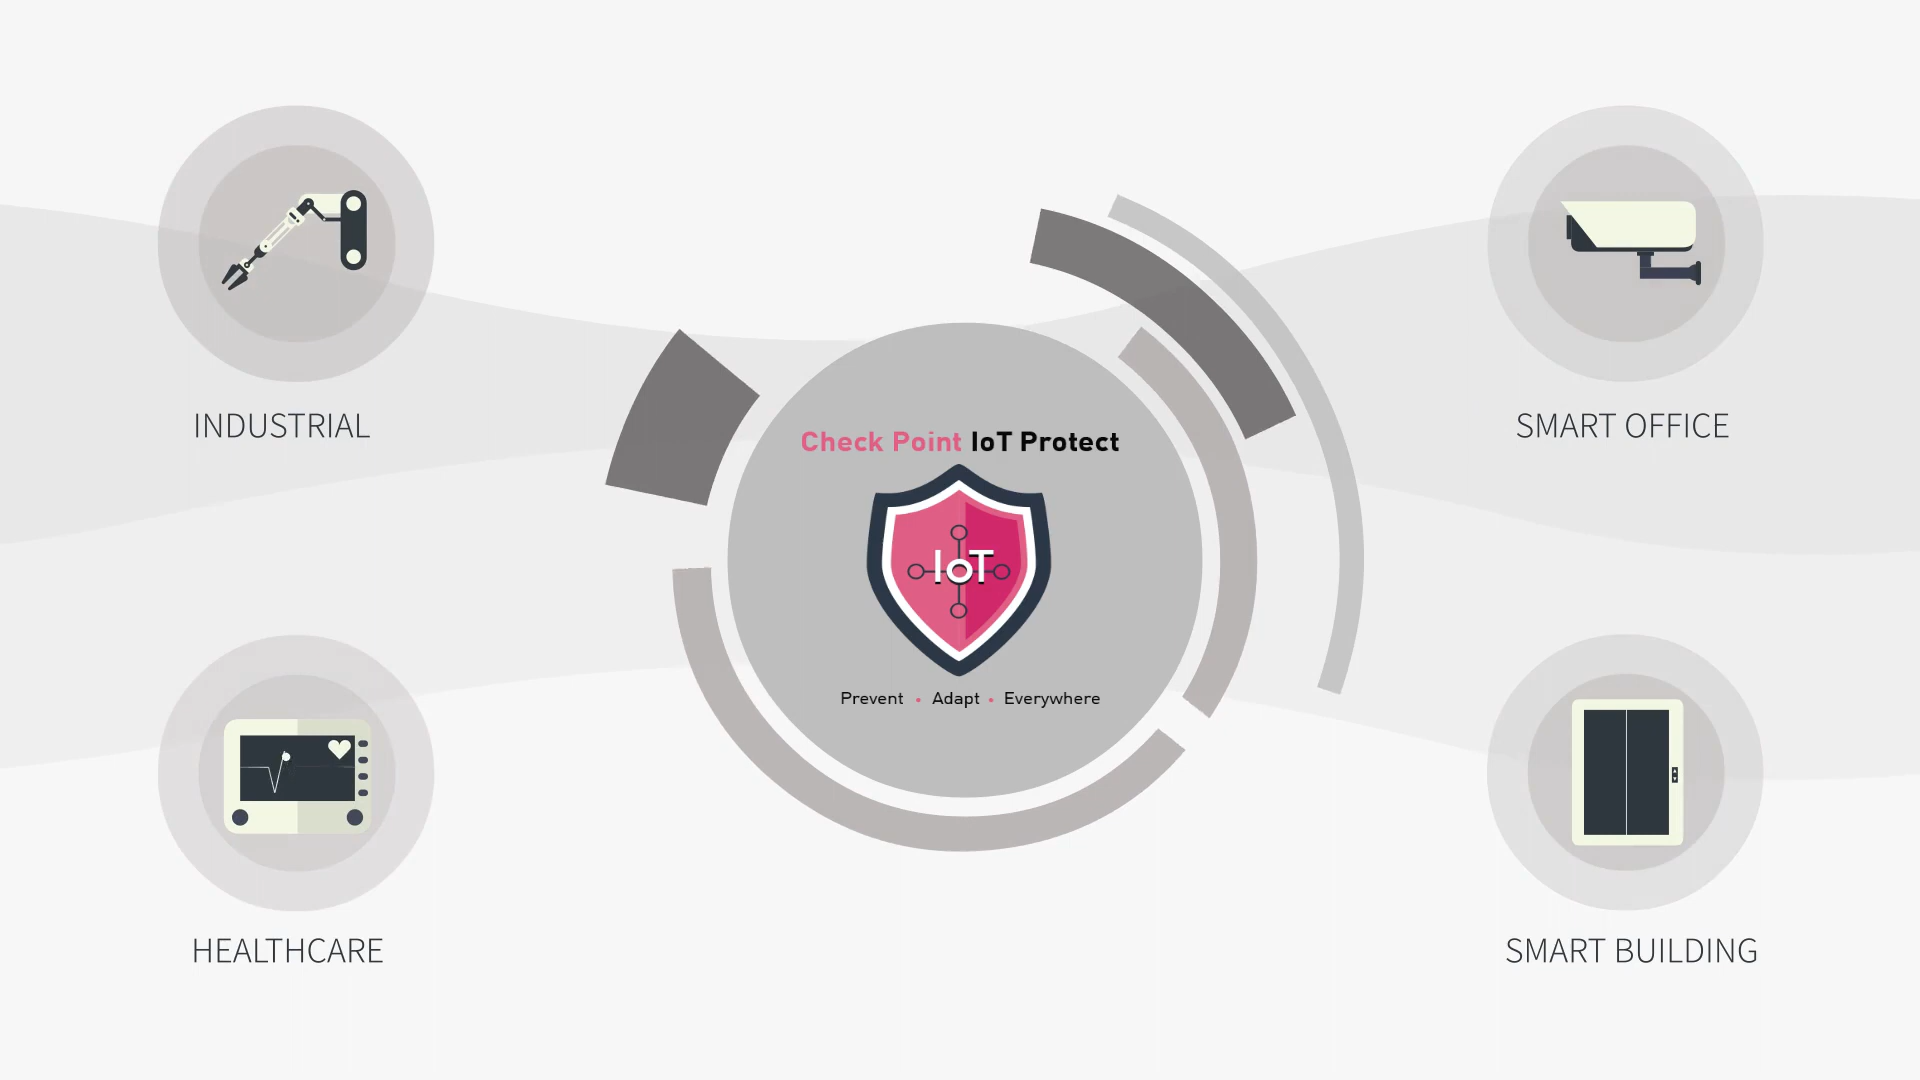 INDUSTRIAL
SMART OFFICE
Check Point IoT Protect
IoT
Prevent • Adapt • Everywhere
HEALTHCARE
SMART BUILDING